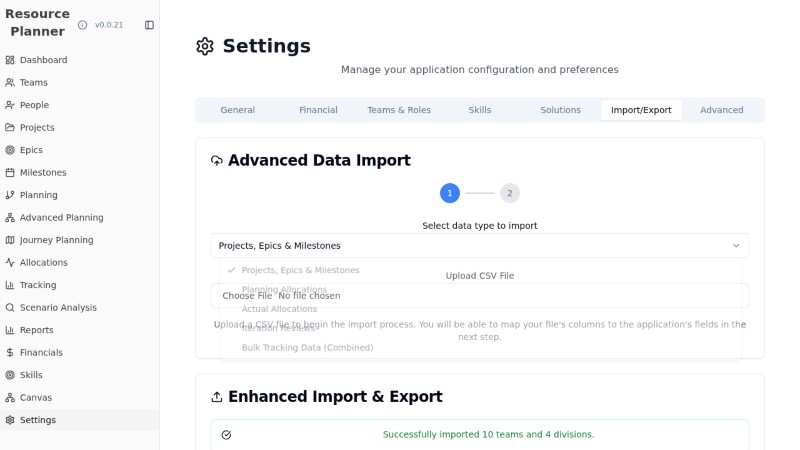 Resource
Planner
v0.0.21
Dashboard
Teams
People
Projects
Epics
Milestones
Planning
Advanced Planning
Journey Planning
Allocations
Tracking
Scenario Analysis
Reports
Financials
Skills
Canvas
Settings
Settings
Manage your application configuration and preferences
General Financial Teams & Roles Skills Solutions Import/Export Advanced
Advanced Data Import
1 2
Select data type to import
Projects, Epics & Milestones
Projects, Epics & Milestones
Upload CSV File
Planning Allocations
Choose File No file chosen
Actual Allocations
Upload a CSV file to begin the import process. You will be able to map your file's columns to the application's fields in the
Iteration Reviews
next step.
Bulk Tracking Data (Combined)
Enhanced Import & Export
Successfully imported 10 teams and 4 divisions.